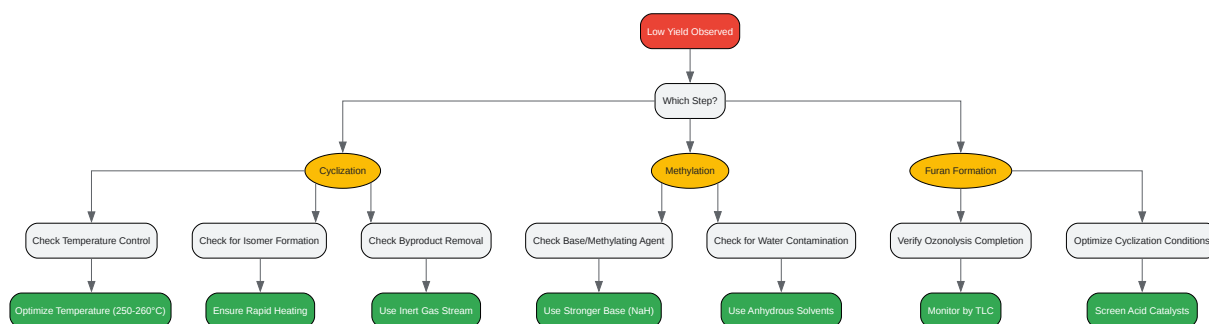 Low Yield Observed
Which Step?
Cyclization
Methylation
Furan Formation
Check Temperature Control
Check for Isomer Formation
Check Byproduct Removal
Check Base/Methylating Agent
Check for Water Contamination
Verify Ozonolysis Completion
Optimize Cyclization Conditions
Optimize Temperature (250-260°C)
Ensure Rapid Heating
Use Inert Gas Stream
Use Stronger Base (NaH)
Use Anhydrous Solvents
Monitor by TLC
Screen Acid Catalysts